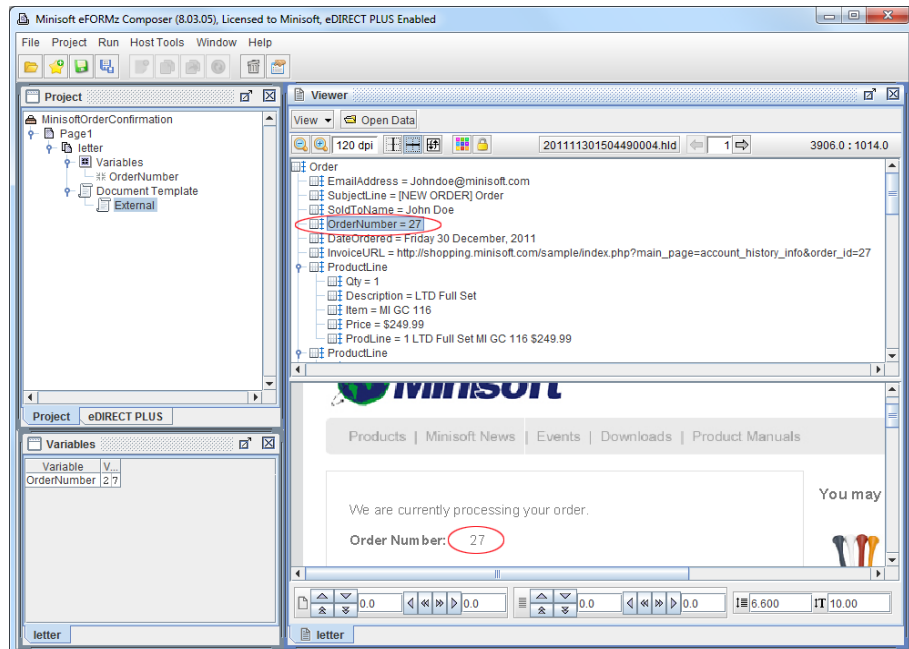 Minisoft eFORMz Composer (8.03.05), Licensed to Minisoft, eDIRECT PLUS Enabled
File Project Run Host Tools Window Help
Project
MinisoftOrderConfirmation
Page1
letter
Variables
OrderNumber
Document Template
External
Project eDIRECT PLUS
Variables
Variable V...
OrderNumber 27
letter
Viewer
View Open Data
120 dpi 201111301504490004.hld 1 3906.0 : 1014.0
Order
EmailAddress = Johndoe@minisoft.com
SubjectLine = [NEW ORDER] Order
SoldToName = John Doe
OrderNumber = 27
DateOrdered = Friday 30 December, 2011
InvoiceURL = http://shopping.minisoft.com/sample/index.php?main_page=account_history_info&order_id=27
ProductLine
Qty = 1
Description = LTD Full Set
Item = MI GC 116
Price = $249.99
ProdLine = 1 LTD Full Set MI GC 116 $249.99
ProductLine
Minisoft
Products | Minisoft News | Events | Downloads | Product Manuals
We are currently processing your order.
Order Number: 27
You may
0.0 0.0 0.0 0.0 6.600 10.00
letter